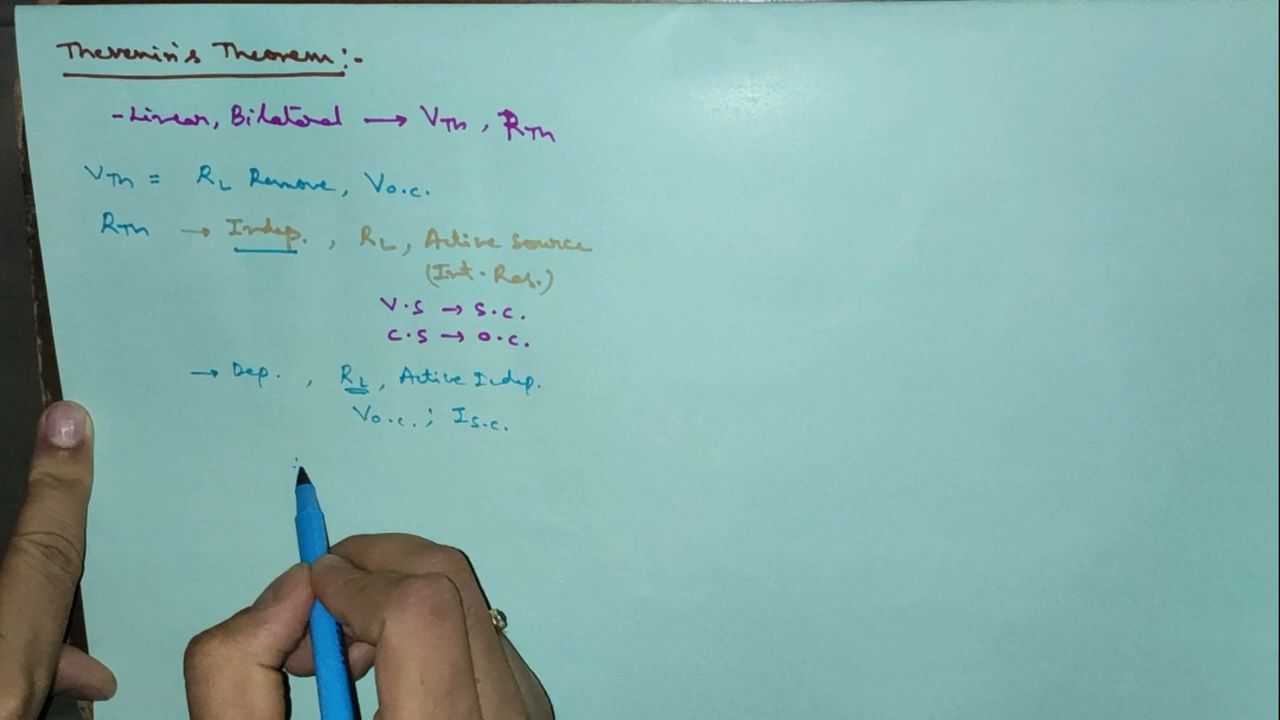 Thevenin's Theorem:-
- Linear, Bilateral → VTh, RTh
VTh = RL Remove, Vo.c.
RTh → Indep., RL, Active Source
(Int. Res.)
V.S → S.C.
C.S → O.C.
→ Dep., RL, Active Indep.
Vo.c. ; Is.c.